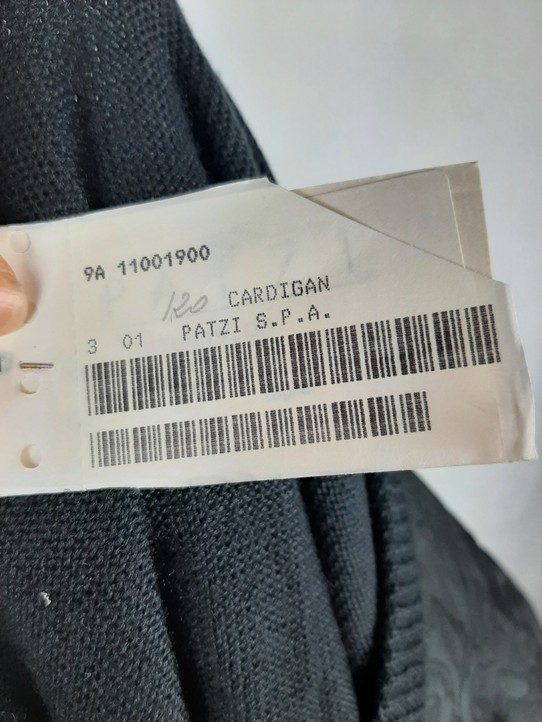 9A 11001900
120 CARDIGAN
3 01 PATZI S.P.A.